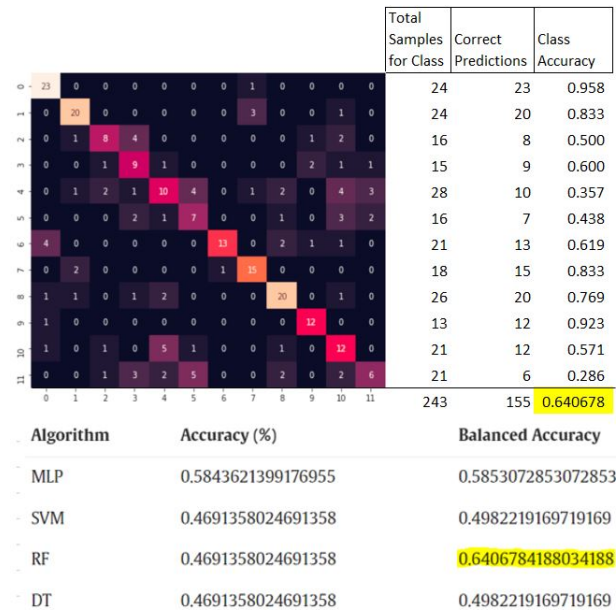 Total
Samples Correct Class
for Class Predictions Accuracy
0 23 0 0 0 0 0 0 1 0 0 0 0 24 23 0.958
1 0 20 0 0 0 0 0 3 0 0 1 0 24 20 0.833
2 0 1 8 4 0 0 0 0 0 1 2 0 16 8 0.500
3 0 0 1 9 1 0 0 0 0 2 1 1 15 9 0.600
4 0 1 2 1 10 4 0 1 2 0 4 3 28 10 0.357
5 0 0 0 2 1 7 0 0 1 0 3 2 16 7 0.438
6 4 0 0 0 0 0 13 0 2 1 1 0 21 13 0.619
7 0 2 0 0 0 0 1 15 0 0 0 0 18 15 0.833
8 1 1 0 1 2 0 0 0 20 0 1 0 26 20 0.769
9 1 0 0 0 0 0 0 0 0 12 0 0 13 12 0.923
10 1 0 1 0 5 1 0 0 1 0 12 0 21 12 0.571
11 0 0 1 3 2 5 0 0 2 0 2 6 21 6 0.286
0 1 2 3 4 5 6 7 8 9 10 11 243 155 0.640678
Algorithm Accuracy (%) Balanced Accuracy
MLP 0.5843621399176955 0.5853072853072853
SVM 0.4691358024691358 0.4982219169719169
RF 0.4691358024691358 0.6406784188034188
DT 0.4691358024691358 0.4982219169719169